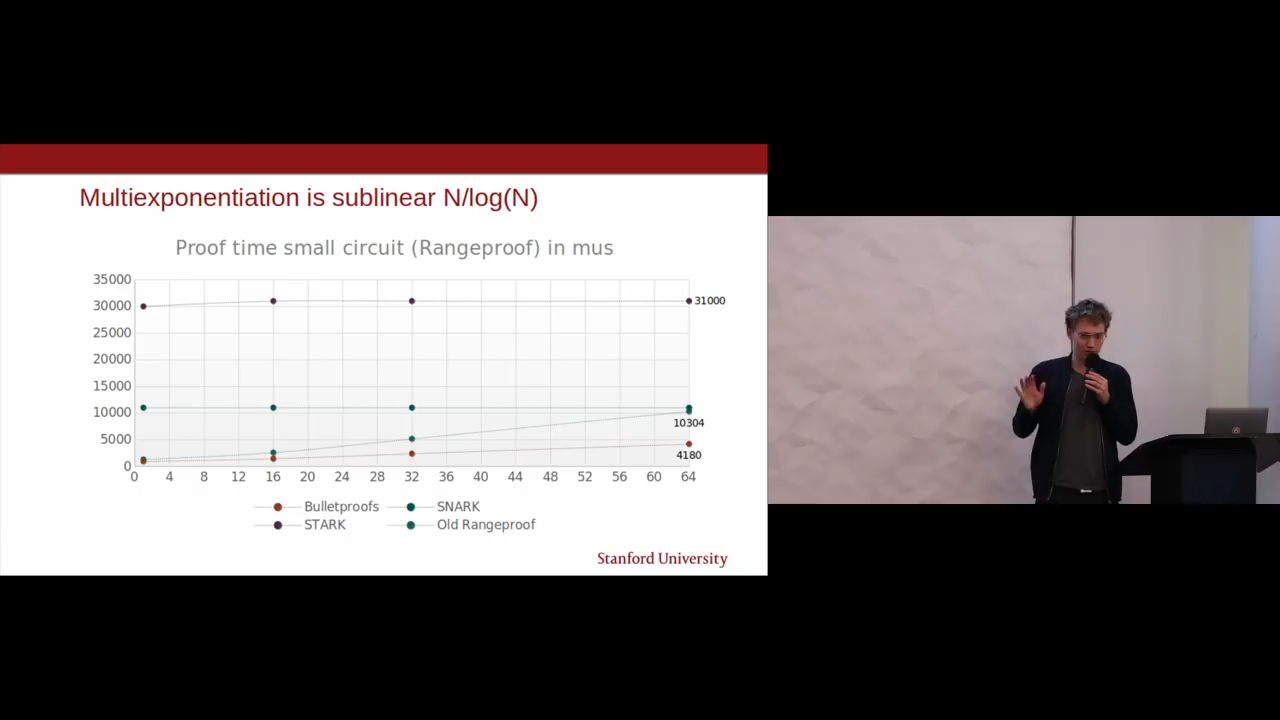 Multiexponentiation is sublinear N/log(N)
Proof time small circuit (Rangeproof) in mus
35000
30000
25000
20000
15000
10000
5000
0
31000
10304
4180
0 4 8 12 16 20 24 28 32 36 40 44 48 52 56 60 64
Bulletproofs SNARK
STARK Old Rangeproof
Stanford University